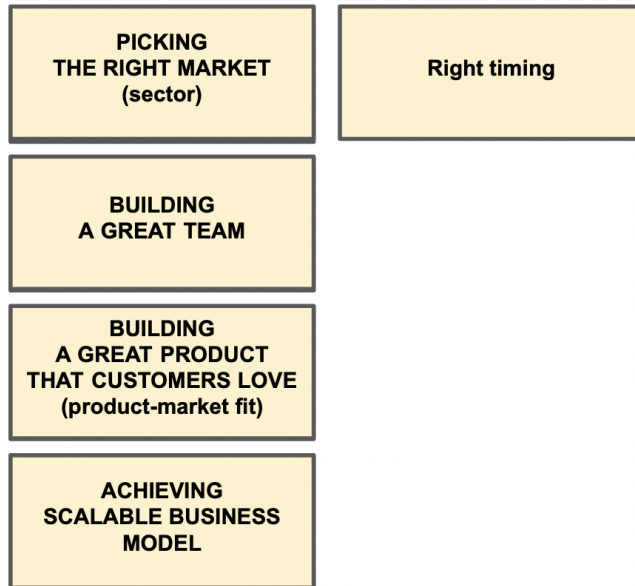 PICKING
THE RIGHT MARKET
(sector)
Right timing
BUILDING
A GREAT TEAM
BUILDING
A GREAT PRODUCT
THAT CUSTOMERS LOVE
(product-market fit)
ACHIEVING
SCALABLE BUSINESS
MODEL